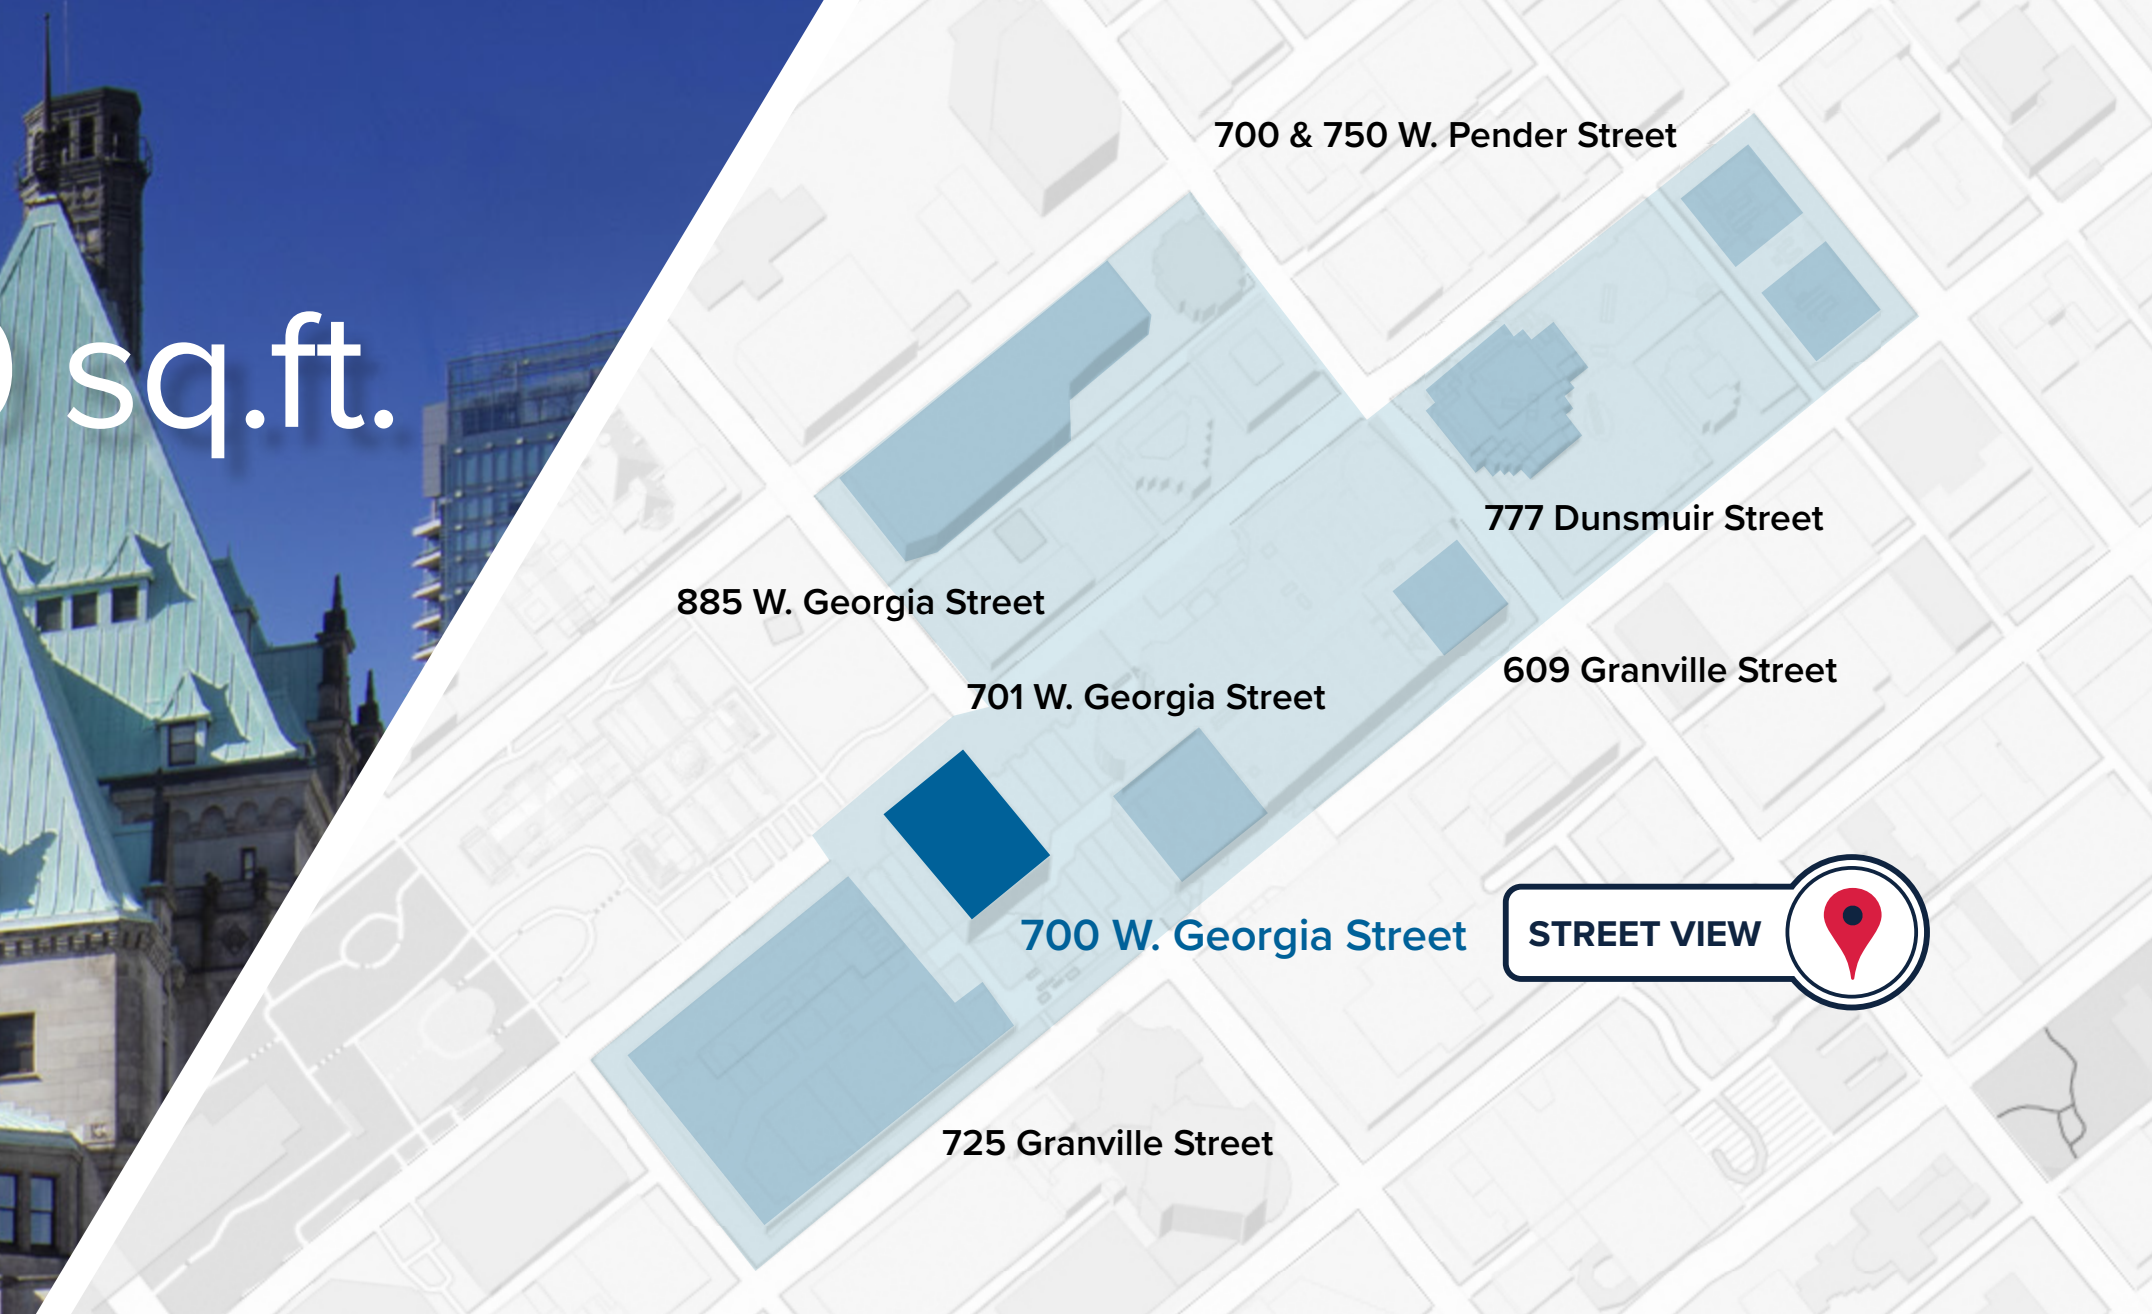 sq.ft.
700 & 750 W. Pender Street
777 Dunsmuir Street
885 W. Georgia Street
609 Granville Street
701 W. Georgia Street
700 W. Georgia Street
STREET VIEW
725 Granville Street